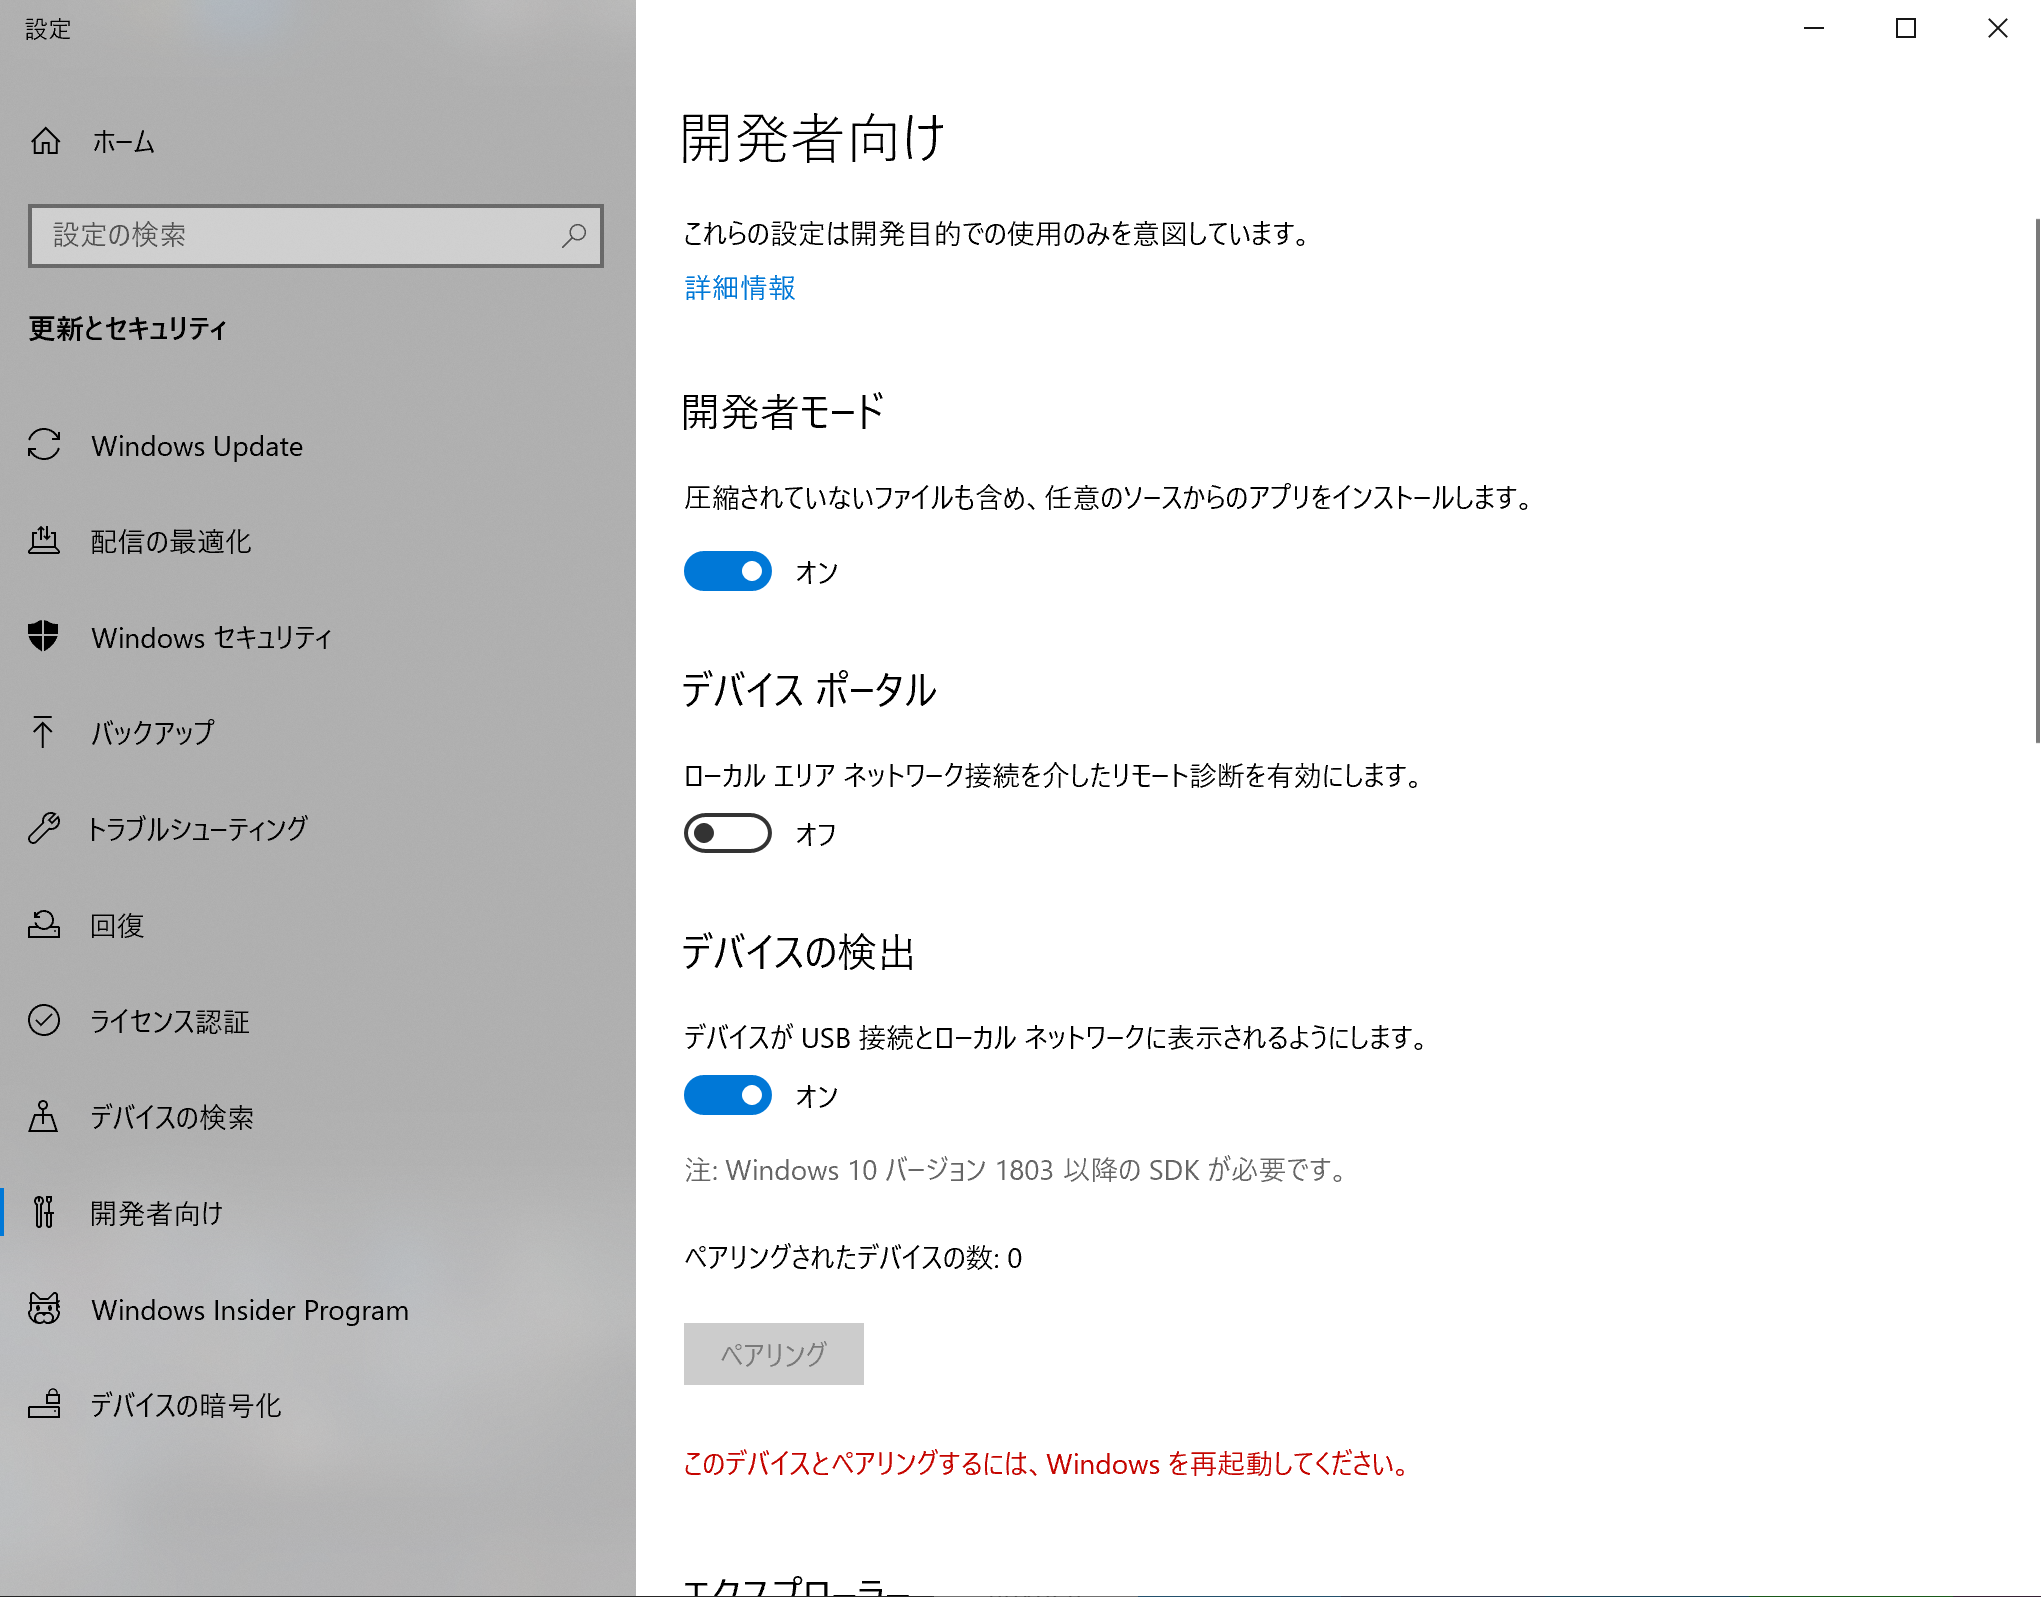 設定
ホーム
設定の検索
更新とセキュリティ
Windows Update
配信の最適化
Windows セキュリティ
バックアップ
トラブルシューティング
回復
ライセンス認証
デバイスの検索
開発者向け
Windows Insider Program
デバイスの暗号化
開発者向け
これらの設定は開発目的での使用のみを意図しています。
詳細情報
開発者モード
圧縮されていないファイルも含め、任意のソースからのアプリをインストールします。
オン
デバイス ポータル
ローカル エリア ネットワーク接続を介したリモート診断を有効にします。
オフ
デバイスの検出
デバイスが USB 接続とローカル ネットワークに表示されるようにします。
オン
注: Windows 10 バージョン 1803 以降の SDK が必要です。
ペアリングされたデバイスの数: 0
ペアリング
このデバイスとペアリングするには、Windows を再起動してください。
エクスプローラー